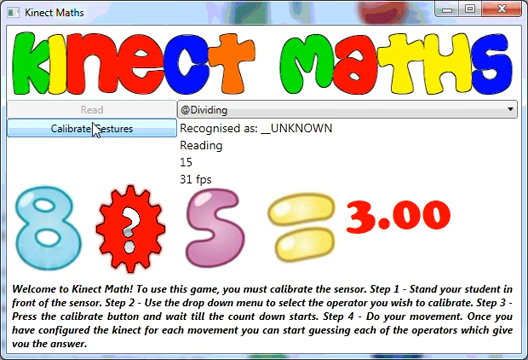 Kinect Maths
KINECT MATHS
Read
@Dividing
Calibrate Gestures
Recognised as: __UNKNOWN
Reading
15
31 fps
8 ? 5 = 3.00
Welcome to Kinect Math! To use this game, you must calibrate the sensor. Step 1 - Stand your student in
front of the sensor. Step 2 - Use the drop down menu to select the operator you wish to calibrate. Step 3 -
Press the calibrate button and wait till the count down starts. Step 4 - Do your movement. Once you
have configured the kinect for each movement you can start guessing each of the operators which give
you the answer.